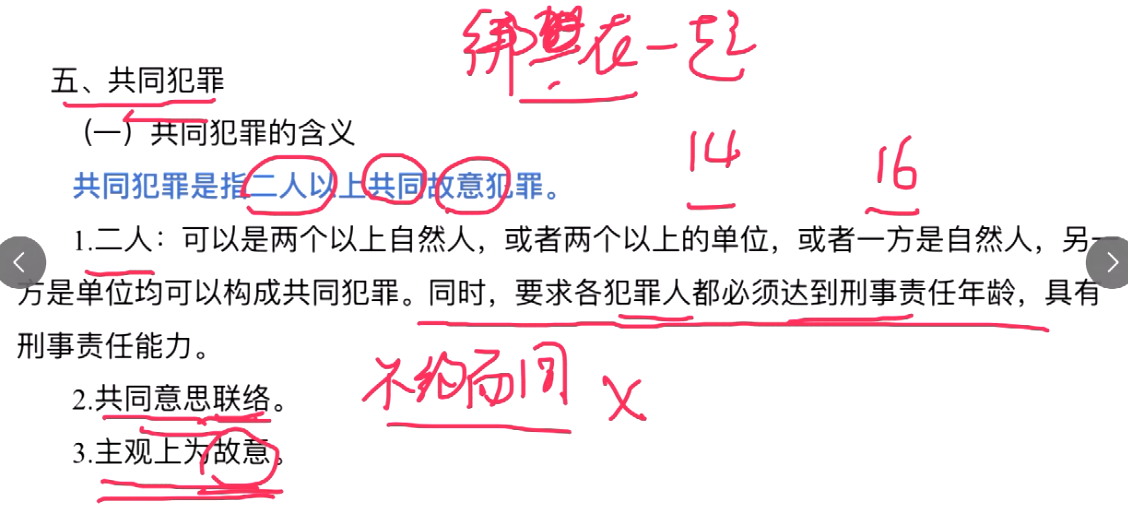 绑在一起
五、共同犯罪
（一）共同犯罪的含义
14
16
共同犯罪是指二人以上共同故意犯罪。
1.二人：可以是两个以上自然人，或者两个以上的单位，或者一方是自然人，另一
方是单位均可以构成共同犯罪。同时，要求各犯罪人都必须达到刑事责任年龄，具有
刑事责任能力。
不约而同 ×
2.共同意思联络。
3.主观上为故意。